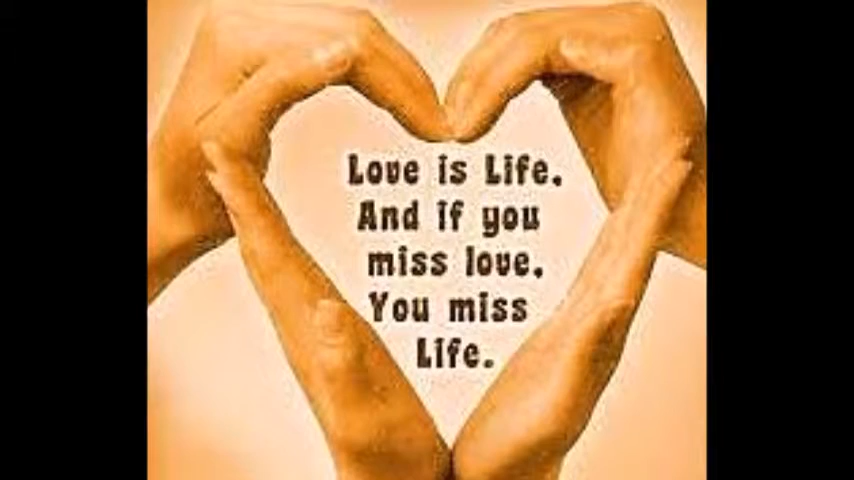 Love is Life.
And if you
miss love.
You miss
Life.